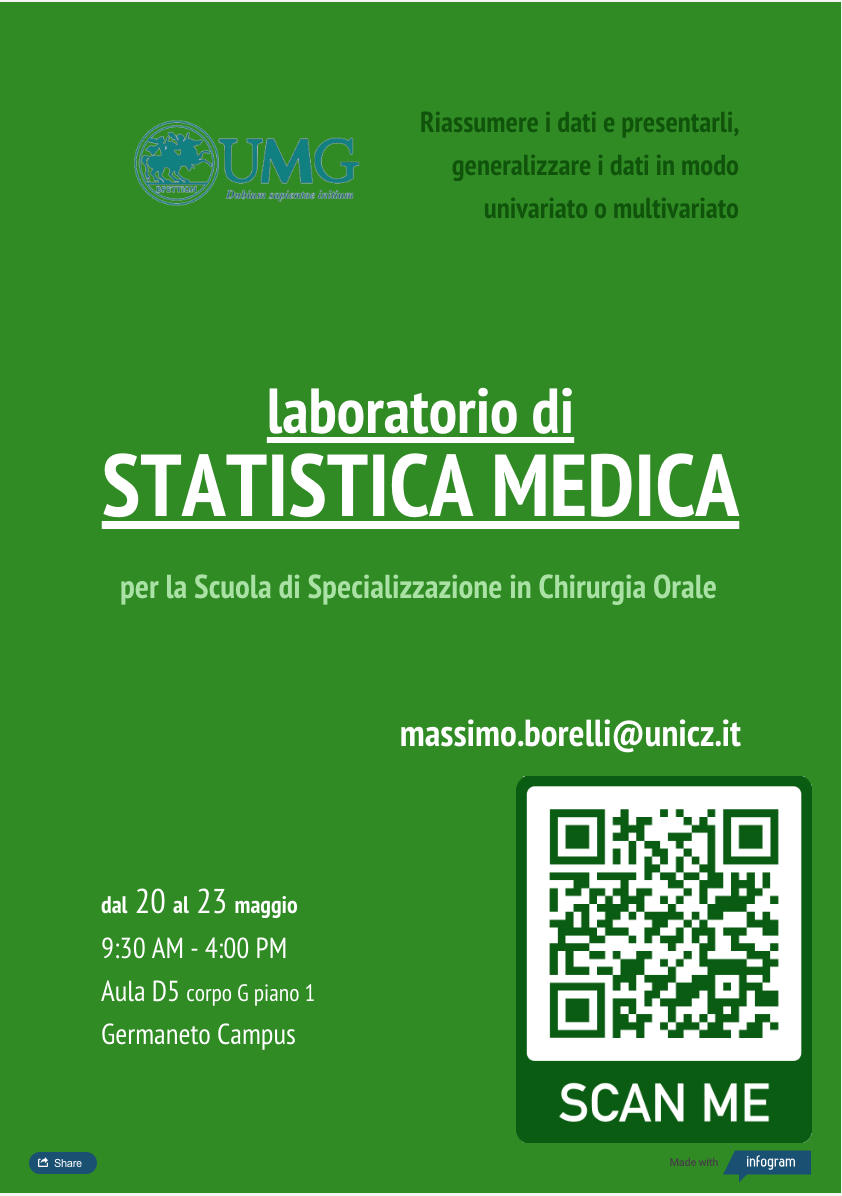 Riassumere i dati e presentarli,
generalizzare i dati in modo
univariato o multivariato
UMG
Dubium sapientae initium
laboratorio di
STATISTICA MEDICA
per la Scuola di Specializzazione in Chirurgia Orale
massimo.borelli@unicz.it
dal 20 al 23 maggio
9:30 AM - 4:00 PM
Aula D5 corpo G piano 1
Germaneto Campus
SCAN ME
Share
Made with infogram